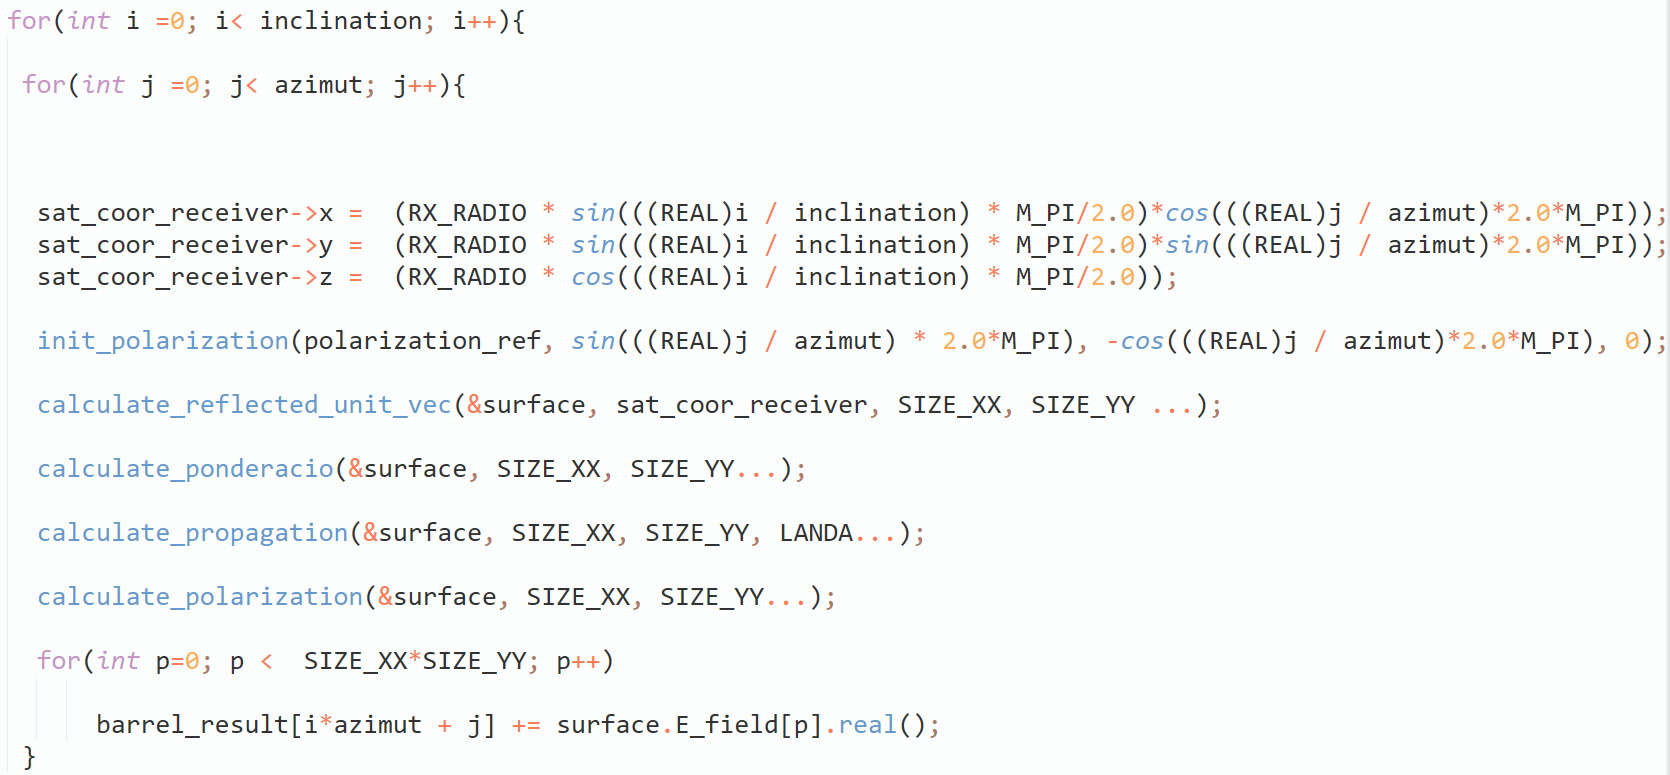 for(int i =0; i< inclination; i++){
for(int j =0; j< azimut; j++){
sat_coor_receiver->x =  (RX_RADIO * sin(((REAL)i / inclination) * M_PI/2.0)*cos(((REAL)j / azimut)*2.0*M_PI));
sat_coor_receiver->y =  (RX_RADIO * sin(((REAL)i / inclination) * M_PI/2.0)*sin(((REAL)j / azimut)*2.0*M_PI));
sat_coor_receiver->z =  (RX_RADIO * cos(((REAL)i / inclination) * M_PI/2.0));
init_polarization(polarization_ref, sin(((REAL)j / azimut) * 2.0*M_PI), -cos(((REAL)j / azimut)*2.0*M_PI), 0);
calculate_reflected_unit_vec(&surface, sat_coor_receiver, SIZE_XX, SIZE_YY ...);
calculate_ponderacio(&surface, SIZE_XX, SIZE_YY...);
calculate_propagation(&surface, SIZE_XX, SIZE_YY, LANDA...);
calculate_polarization(&surface, SIZE_XX, SIZE_YY...);
for(int p=0; p <  SIZE_XX*SIZE_YY; p++)
barrel_result[i*azimut + j] += surface.E_field[p].real();
}